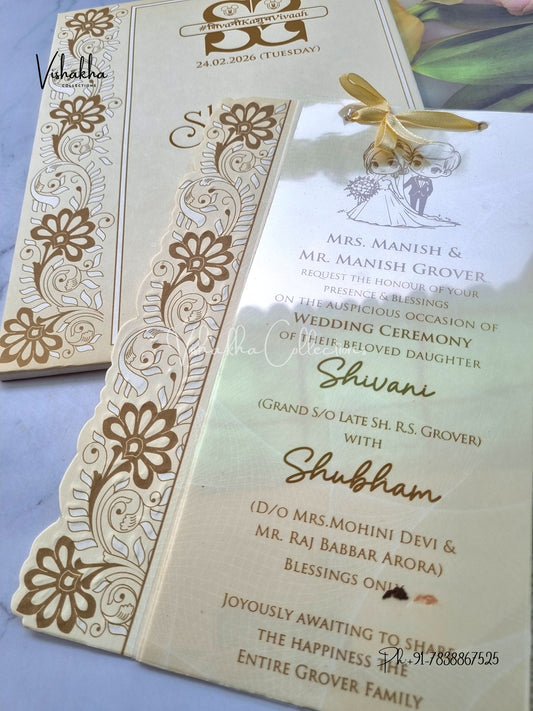 Vishakha
COLLECTIONS
24.02.2026 (TUESDAY)
Vishakha Collections
MRS. MANISH &
MR. MANISH GROVER
REQUEST THE HONOUR OF YOUR
PRESENCE & BLESSINGS
ON THE AUSPICIOUS OCCASION OF
WEDDING CEREMONY
OF THEIR BELOVED DAUGHTER
Shivani
(GRAND S/O LATE SH. R.S. GROVER)
WITH
Shubham
(D/O MRS.MOHINI DEVI &
MR. RAJ BABBAR ARORA)
BLESSINGS ONLY
JOYOUSLY AWAITING TO SHARE
THE HAPPINESS THE
ENTIRE GROVER FAMILY
Ph.+91-7838867525